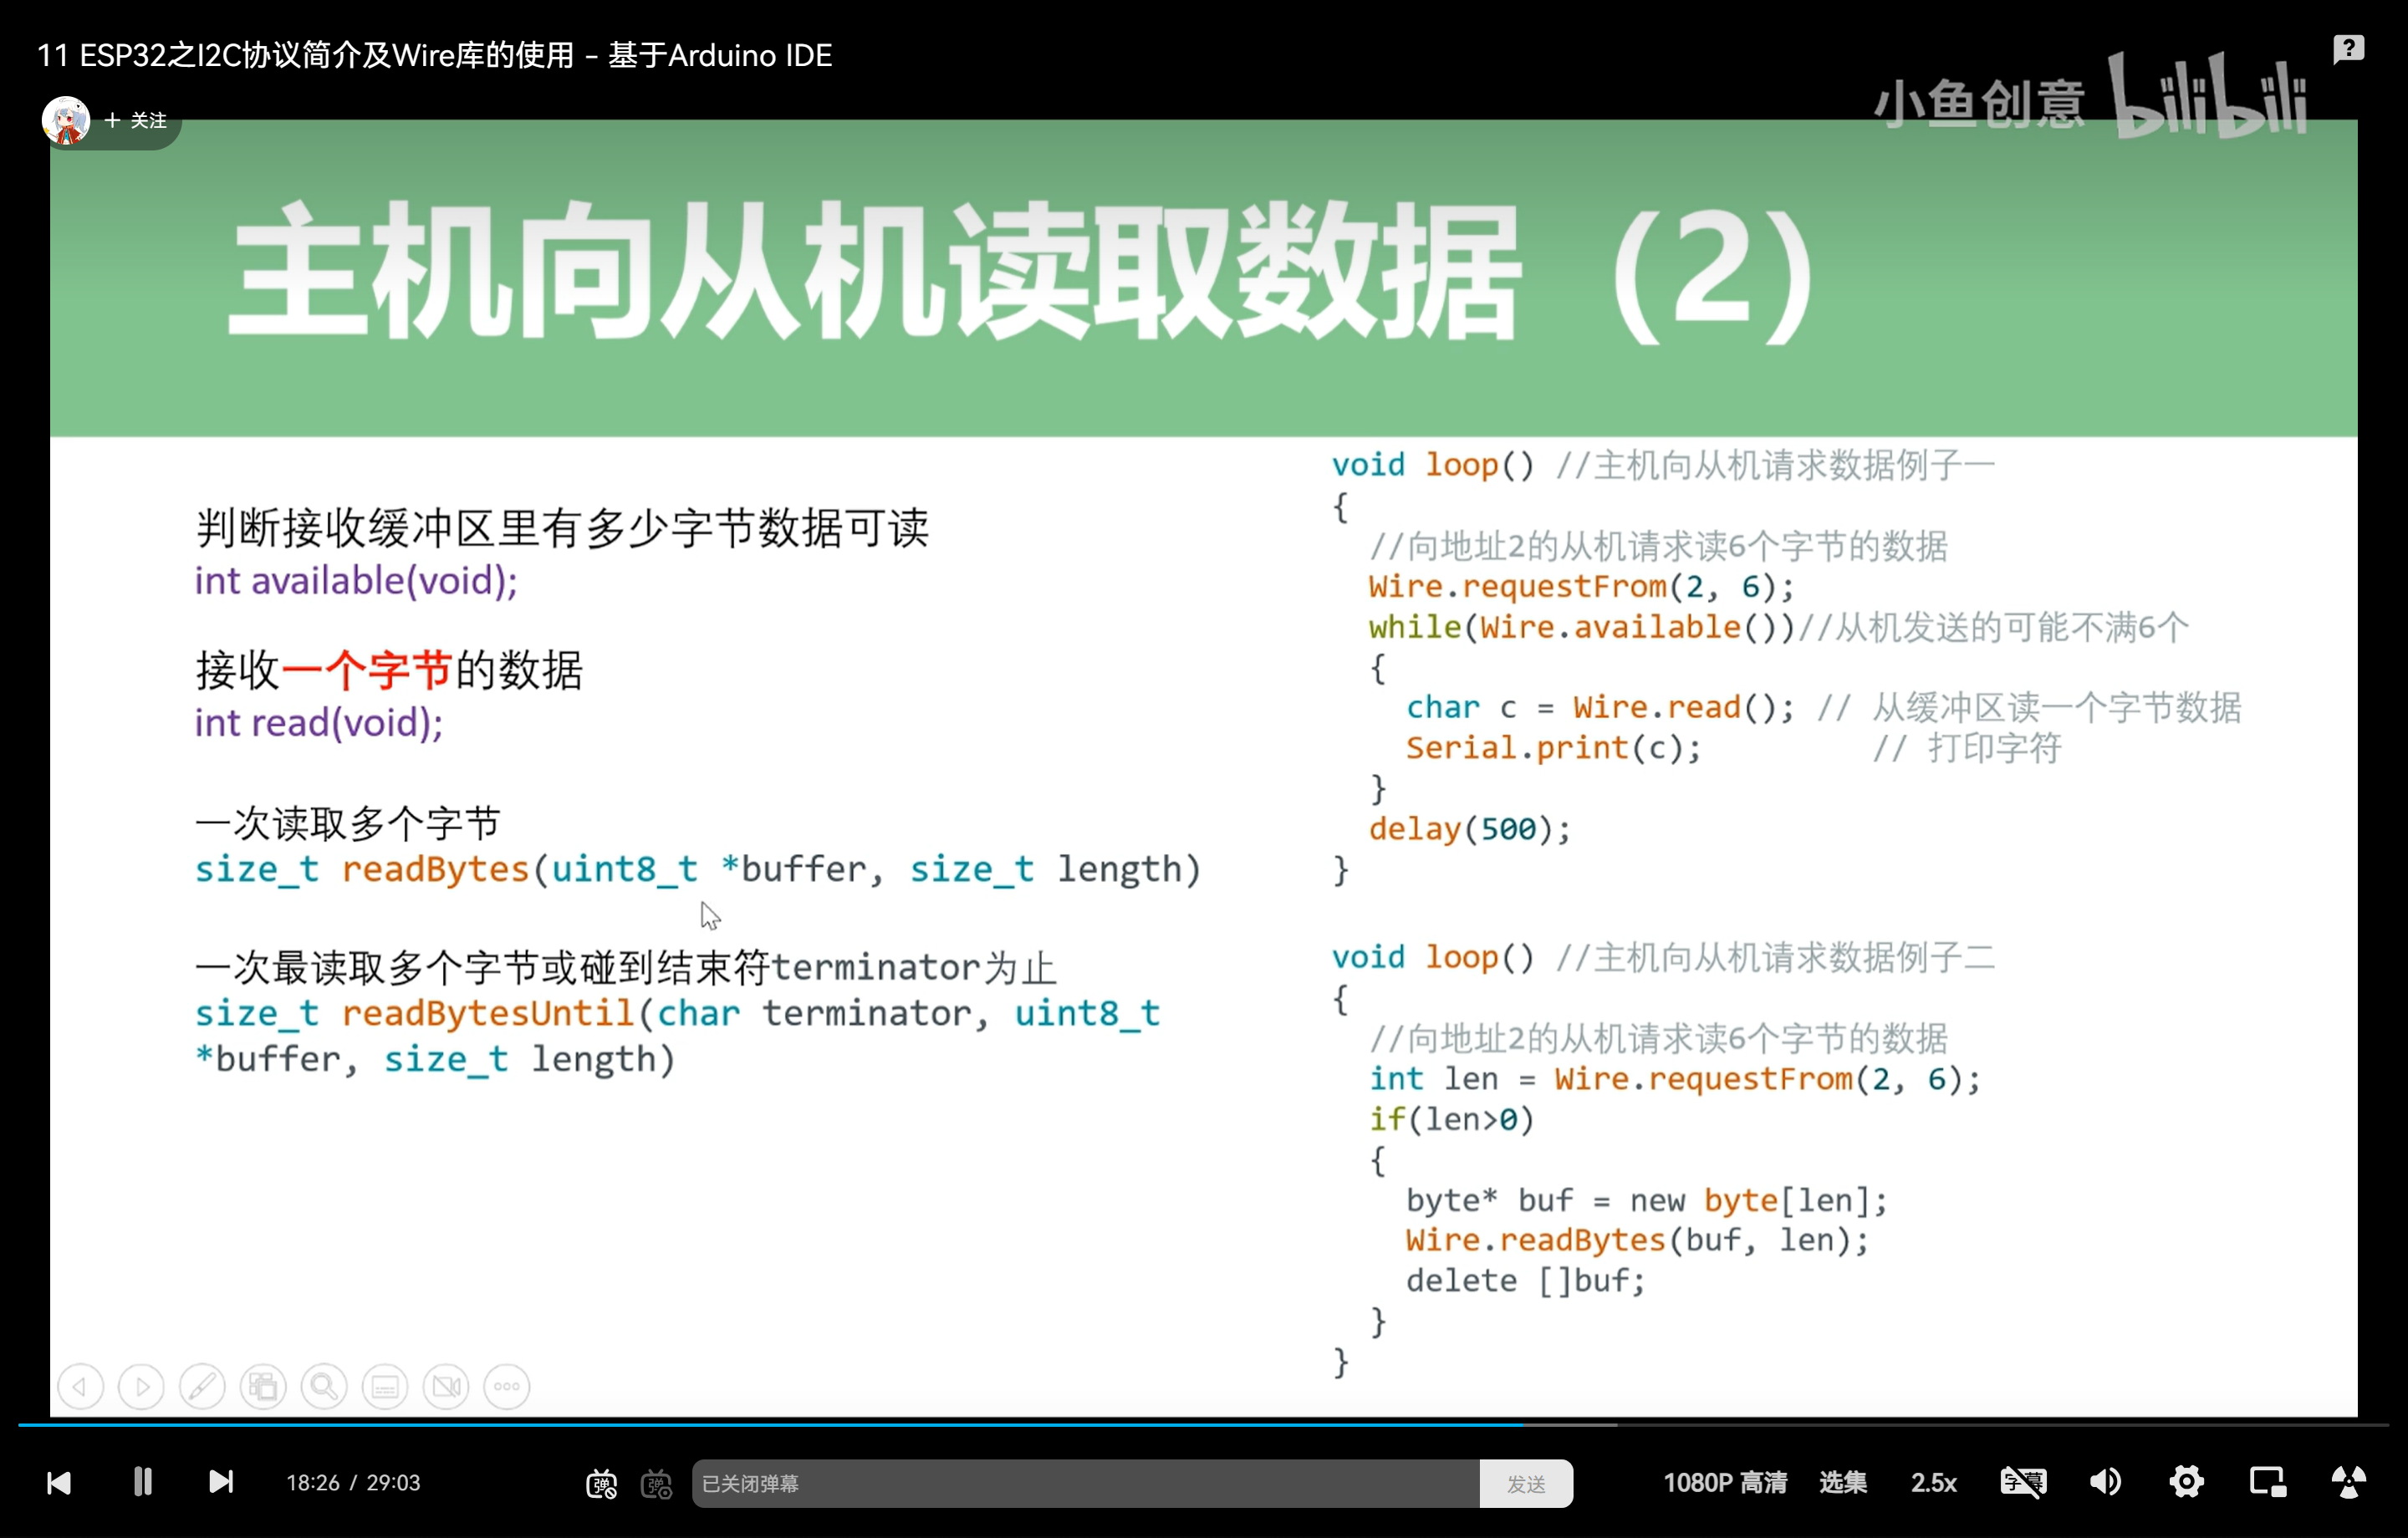 11 ESP32之I2C协议简介及Wire库的使用 – 基于Arduino IDE
+ 关注
小鱼创意 bilibili
主机向从机读取数据（2）
判断接收缓冲区里有多少字节数据可读
int available(void);
接收一个字节的数据
int read(void);
一次读取多个字节
size_t readBytes(uint8_t *buffer, size_t length)
一次最读取多个字节或碰到结束符terminator为止
size_t readBytesUntil(char terminator, uint8_t
*buffer, size_t length)
void loop() //主机向从机请求数据例子一
{
//向地址2的从机请求读6个字节的数据
Wire.requestFrom(2, 6);
while(Wire.available())//从机发送的可能不满6个
{
char c = Wire.read(); // 从缓冲区读一个字节数据
Serial.print(c); // 打印字符
}
delay(500);
}
void loop() //主机向从机请求数据例子二
{
//向地址2的从机请求读6个字节的数据
int len = Wire.requestFrom(2, 6);
if(len>0)
{
byte* buf = new byte[len];
Wire.readBytes(buf, len);
delete []buf;
}
}
18:26 / 29:03
弹
弹
已关闭弹幕
发送
1080P 高清
选集
2.5x
字幕